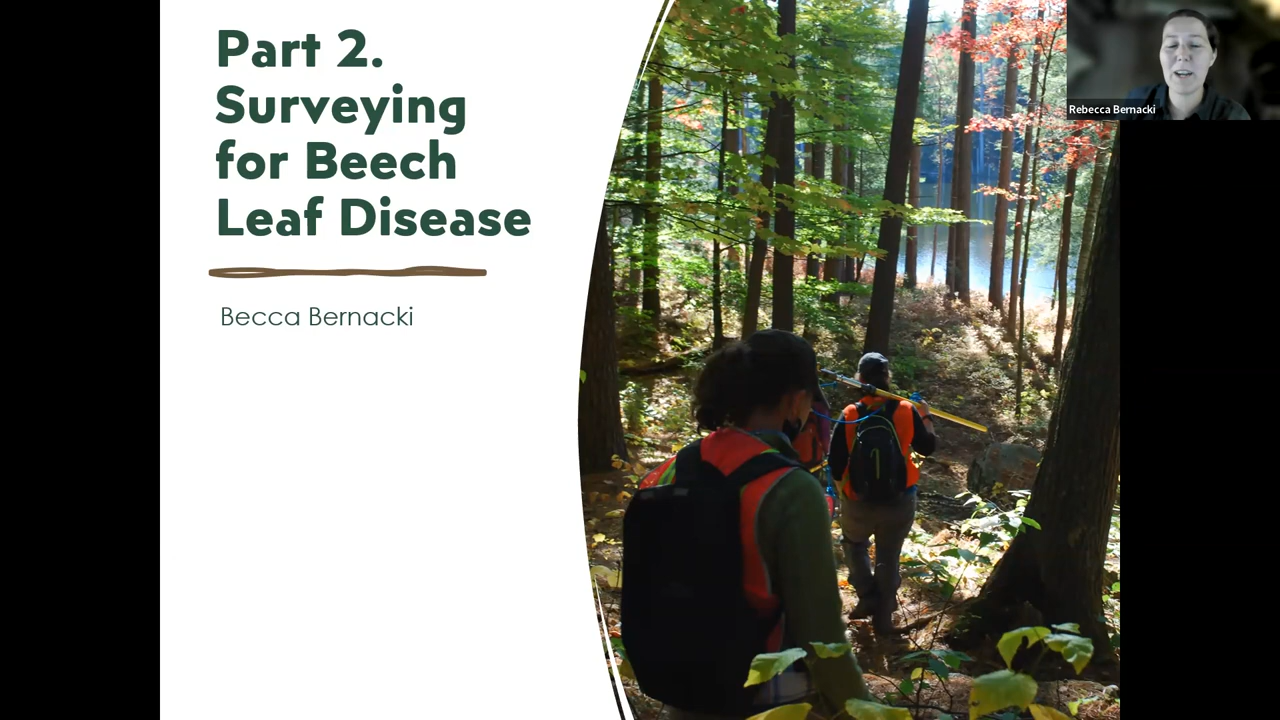 Part 2.
Surveying
for Beech
Leaf Disease
Becca Bernacki
Rebecca Bernacki